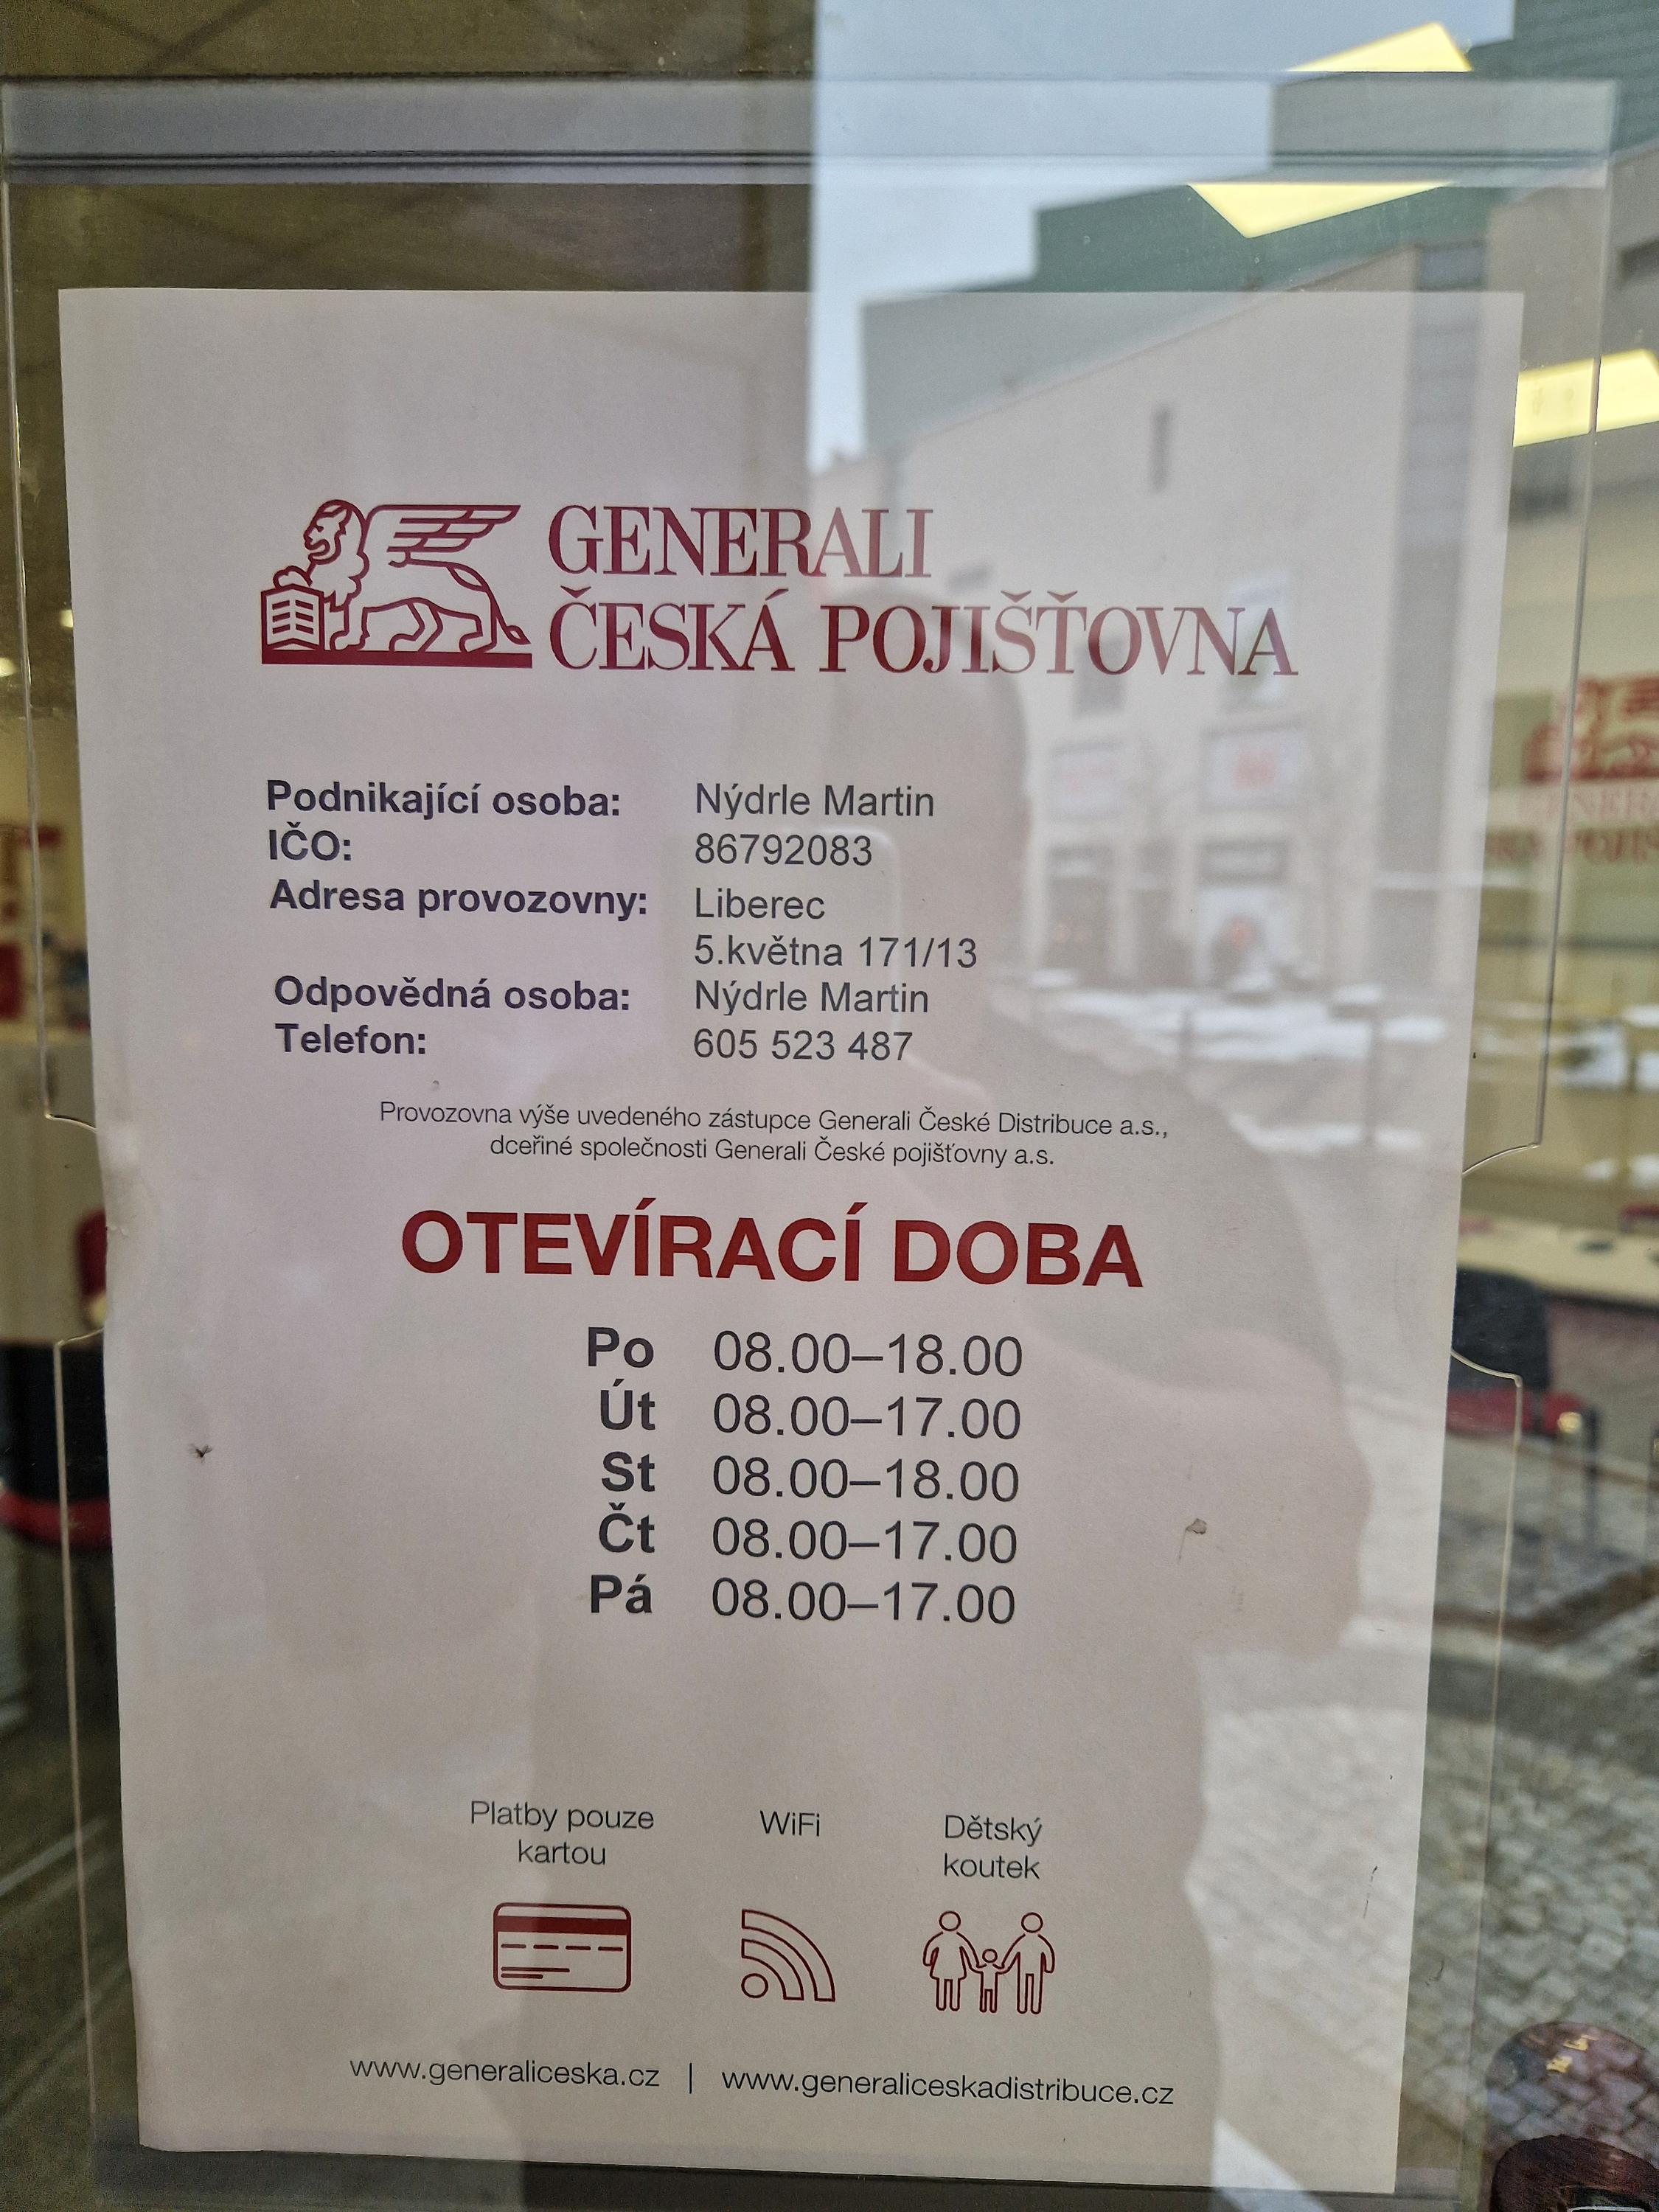 GENERALI
ČESKÁ POJIŠŤOVNA
Podnikající osoba: Nýdrle Martin
IČO: 86792083
Adresa provozovny: Liberec
5.května 171/13
Odpovědná osoba: Nýdrle Martin
Telefon: 605 523 487
Provozovna výše uvedeného zástupce Generali České Distribuce a.s.,
dceřiné společnosti Generali České pojišťovny a.s.
OTEVÍRACÍ DOBA
Po 08.00–18.00
Út 08.00–17.00
St 08.00–18.00
Čt 08.00–17.00
Pá 08.00–17.00
Platby pouze
kartou
WiFi
Dětský
koutek
www.generaliceska.cz | www.generaliceskadistribuce.cz